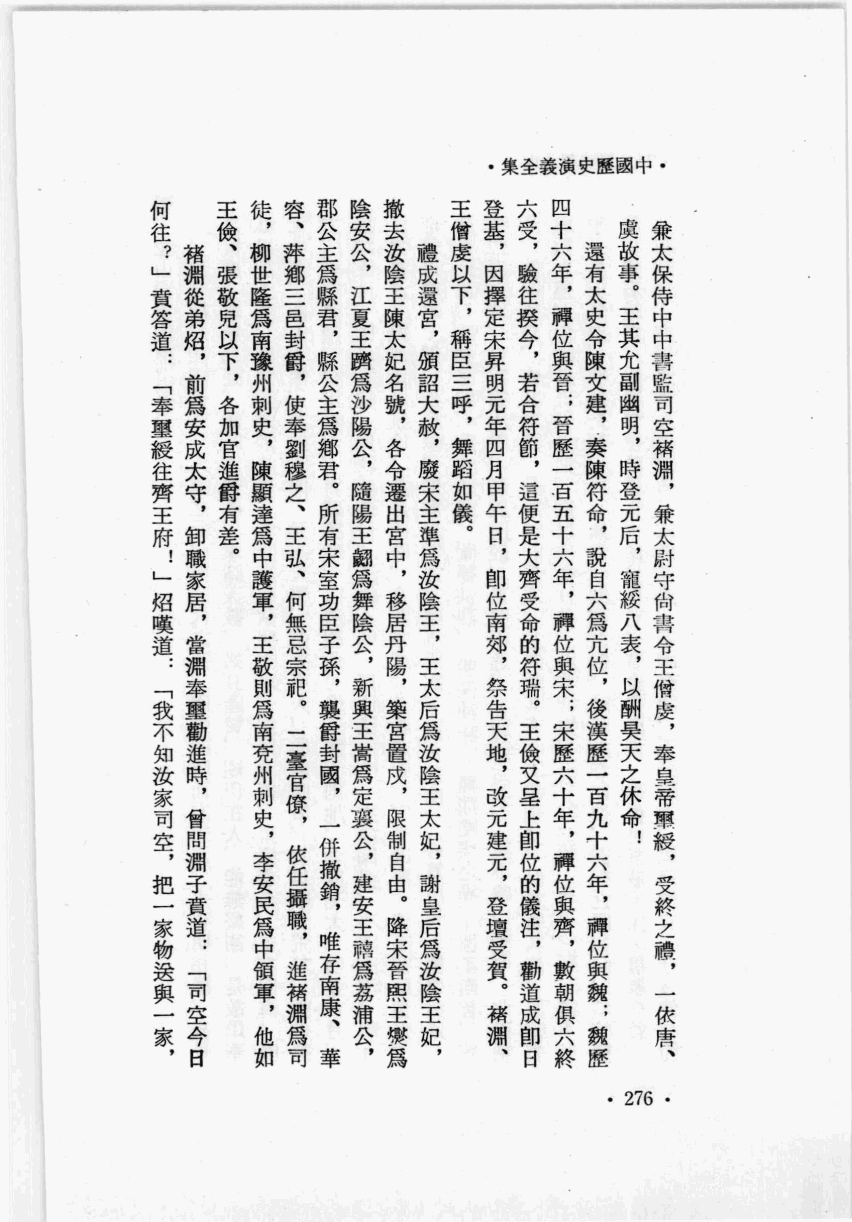 •中國歷史演義全集•
兼太保侍中中書監司空褚淵，兼太尉守尚書令王僧虔，奉皇帝璽綬，受終之禮，一依唐、
虞故事。王其允副幽明，時登元后，寵綏八表，以酬昊天之休命！
還有太史令陳文建，奏陳符命，說自六爲亢位，後漢歷一百九十六年，禪位與魏；魏歷
四十六年，禪位與晉；晉歷一百五十六年，禪位與宋；宋歷六十年，禪位與齊，數朝俱六終
六受，驗往揆今，若合符節，這便是大齊受命的符瑞。王儉又呈上卽位的儀注，勸道成卽日
登基，因擇定宋昇明元年四月甲午日，卽位南郊，祭告天地，改元建元，登壇受賀。褚淵、
王僧虔以下，稱臣三呼，舞蹈如儀。
禮成還宮，頒詔大赦，廢宋主準爲汝陰王，王太后爲汝陰王太妃，謝皇后爲汝陰王妃，
撤去汝陰王陳太妃名號，各令遷出宮中，移居丹陽，築宮置戍，限制自由。降宋晉熙王燮爲
陰安公，江夏王躋爲沙陽公，隨陽王翽爲舞陰公，新興王嵩爲定襄公，建安王禧爲荔浦公，
郡公主爲縣君，縣公主爲鄉君。所有宋室功臣子孫，襲爵封國，一併撤銷，唯存南康、華
容、萍鄉三邑封爵，使奉劉穆之、王弘、何無忌宗祀。二臺官僚，依任攝職，進褚淵爲司
徒，柳世隆爲南豫州刺史，陳顯達爲中護軍，王敬則爲南兗州刺史，李安民爲中領軍，他如
王儉、張敬兒以下，各加官進爵有差。
褚淵從弟炤，前爲安成太守，卸職家居，當淵奉璽勸進時，曾問淵子賁道：「司空今日
何往？」賁答道：「奉璽綬往齊王府！」炤嘆道：「我不知汝家司空，把一家物送與一家，
• 276 •